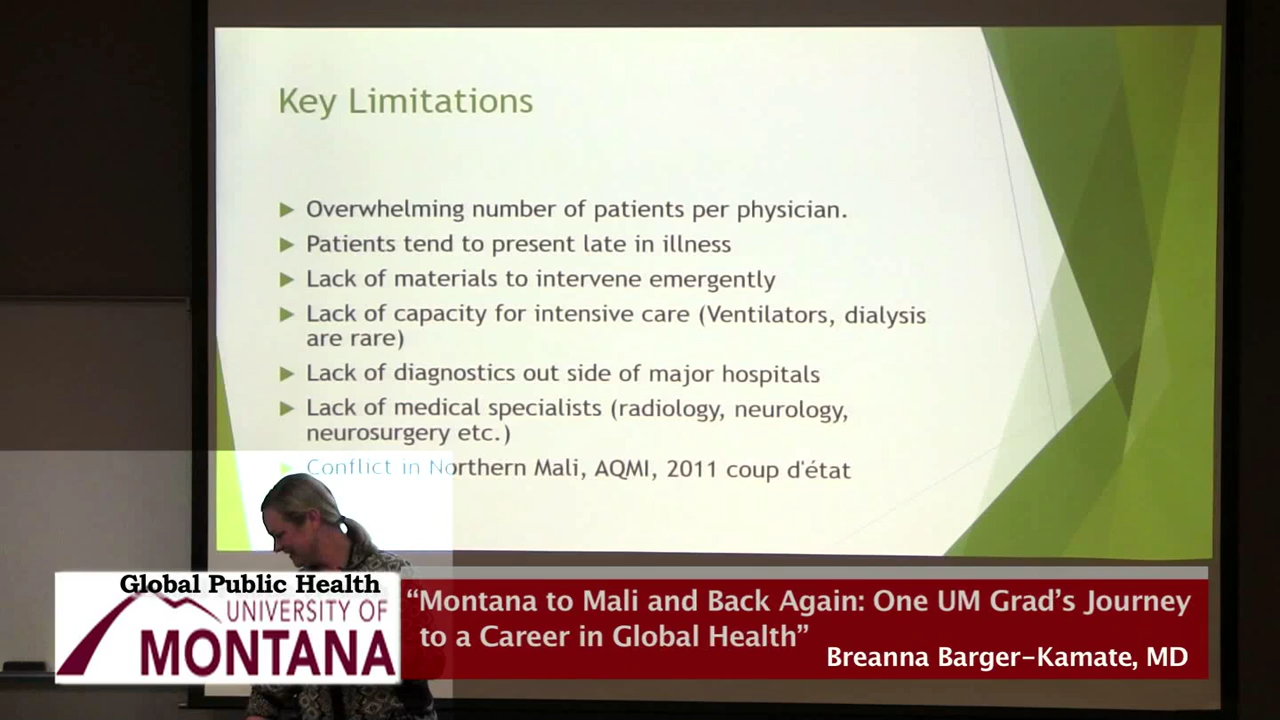 Key Limitations
Overwhelming number of patients per physician.
Patients tend to present late in illness
Lack of materials to intervene emergently
Lack of capacity for intensive care (Ventilators, dialysis
are rare)
Lack of diagnostics out side of major hospitals
Lack of medical specialists (radiology, neurology,
neurosurgery etc.)
Conflict in Northern Mali, AQMI, 2011 coup d'état
Global Public Health
UNIVERSITY OF
MONTANA
“Montana to Mali and Back Again: One UM Grad’s Journey
to a Career in Global Health”
Breanna Barger-Kamate, MD